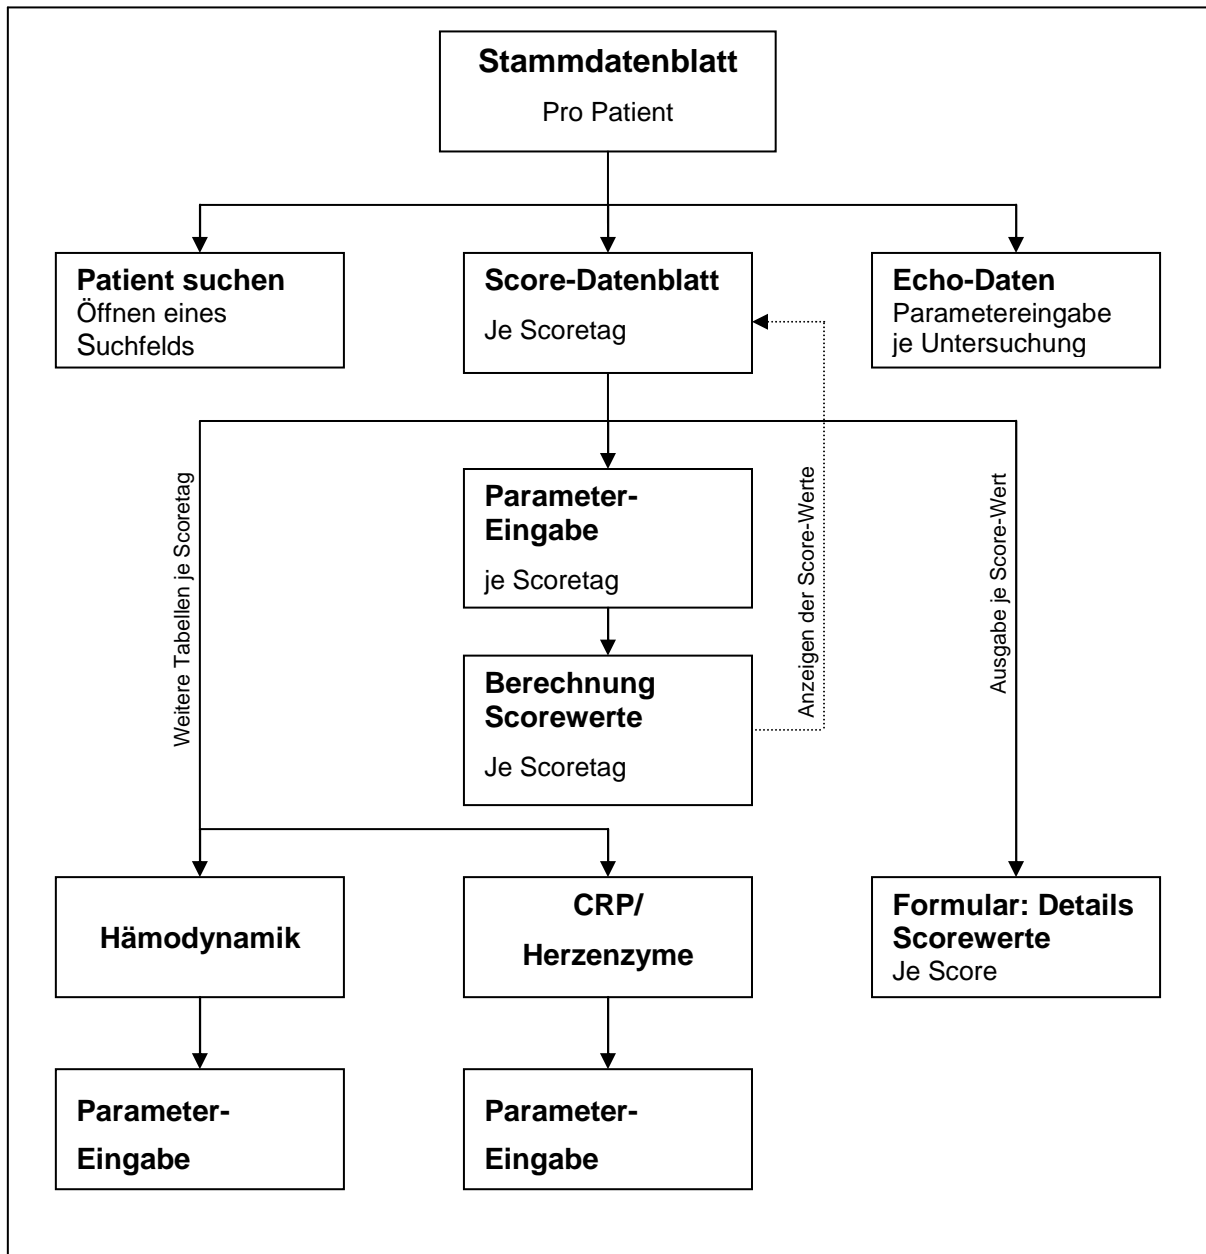 Stammdatenblatt
Pro Patient
Patient suchen
Öffnen eines
Suchfelds
Score-Datenblatt
Je Scoretag
Echo-Daten
Parametereingabe
je Untersuchung
Weitere Tabellen je Scoretag
Parameter-
Eingabe
je Scoretag
Anzeigen der Score-Werte
Ausgabe je Score-Wert
Berechnung
Scorewerte
Je Scoretag
Hämodynamik
CRP/
Herzenzyme
Formular: Details
Scorewerte
Je Score
Parameter-
Eingabe
Parameter-
Eingabe